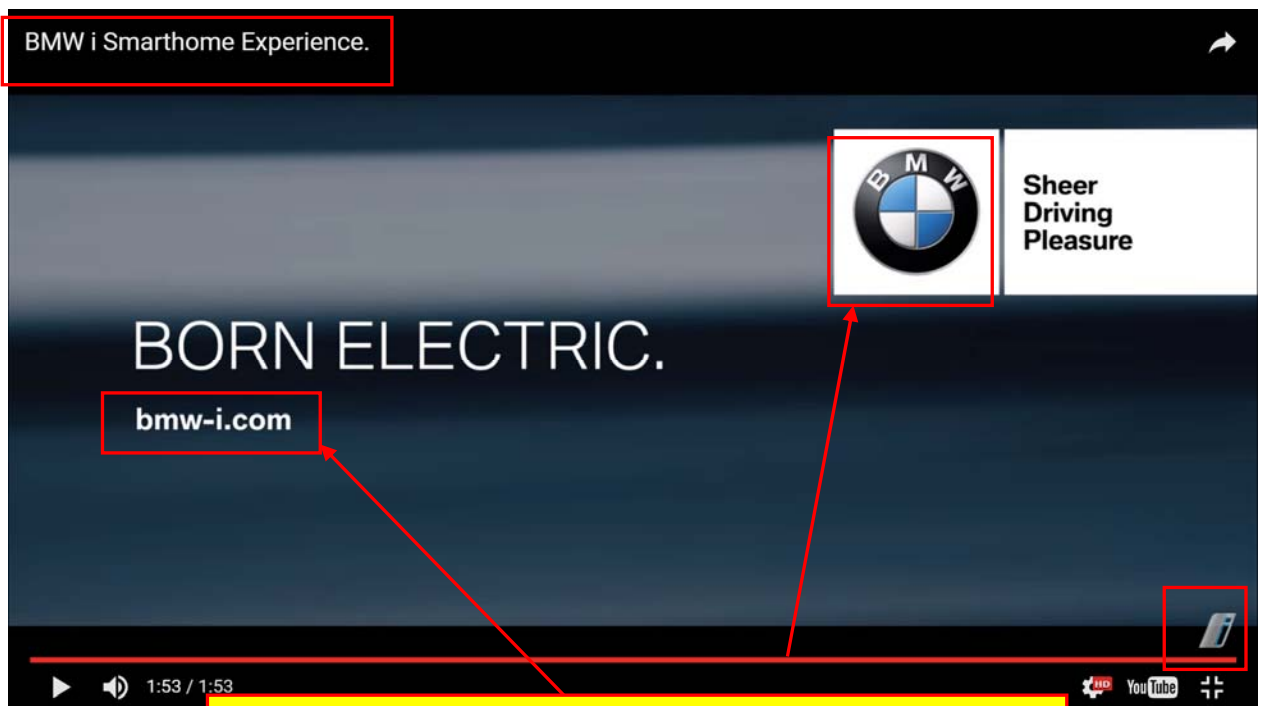 BMW i Smarthome Experience.
BMW
Sheer
Driving
Pleasure
BORN ELECTRIC.
bmw-i.com
i
1:53 / 1:53
HD
YouTube